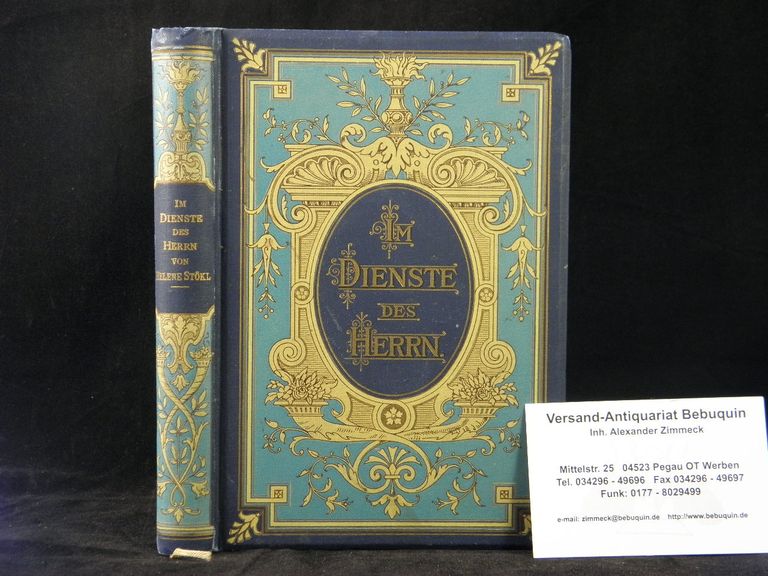 IM
DIENSTE
DES
HERRN
VON
HELENE STÖKL
IM
DIENSTE
DES
HERRN.
Versand-Antiquariat Bebuquin
Inh. Alexander Zimmeck
Mittelstr. 25 04523 Pegau OT Werben
Tel. 034296 - 49696 Fax 034296 - 49697
Funk: 0177 - 8029499
e-mail: zimmeck@bebuquin.de http://www.bebuquin.de